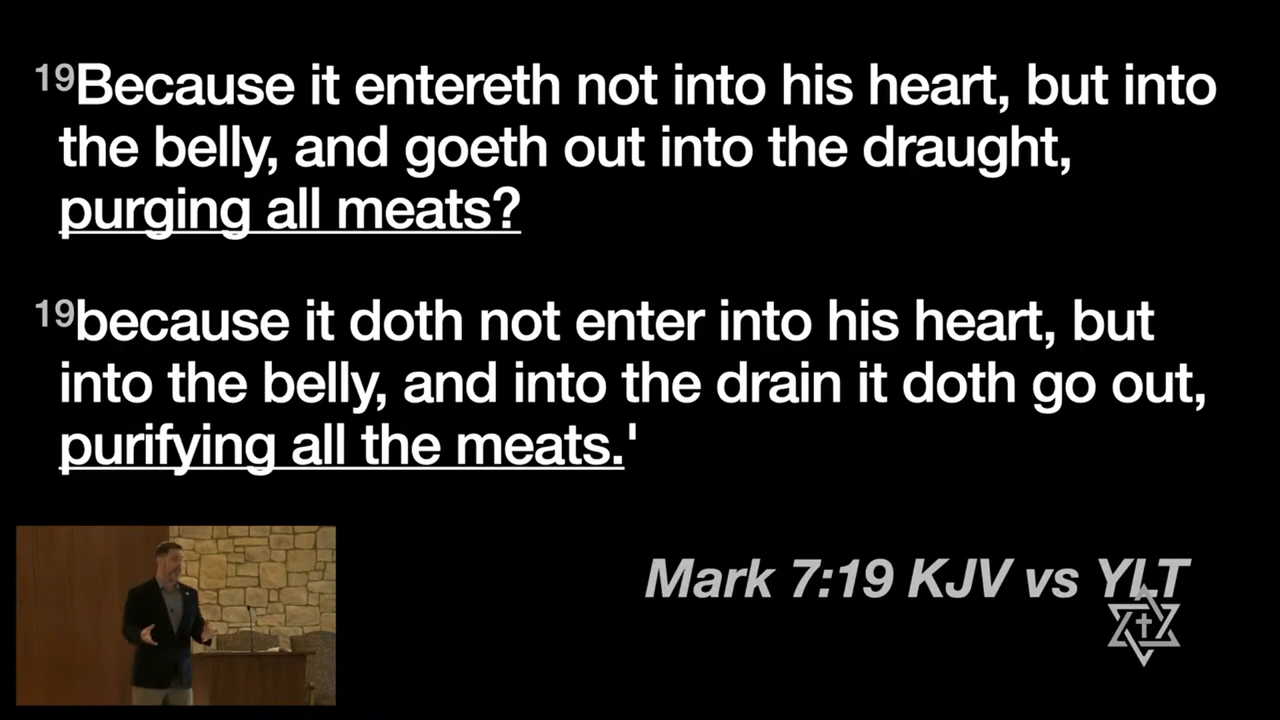 19Because it entereth not into his heart, but into
the belly, and goeth out into the draught,
purging all meats?
19because it doth not enter into his heart, but
into the belly, and into the drain it doth go out,
purifying all the meats.'
Mark 7:19 KJV vs YLT